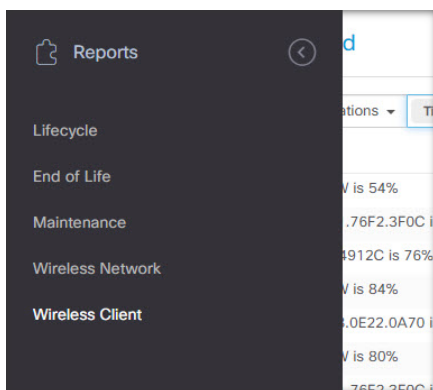 Reports
d
ations
Lifecycle
End of Life
is 54%
Maintenance
.76F2.3F0C
4912C is 76%
Wireless Network
is 84%
Wireless Client
.0E22.0A70
is 80%